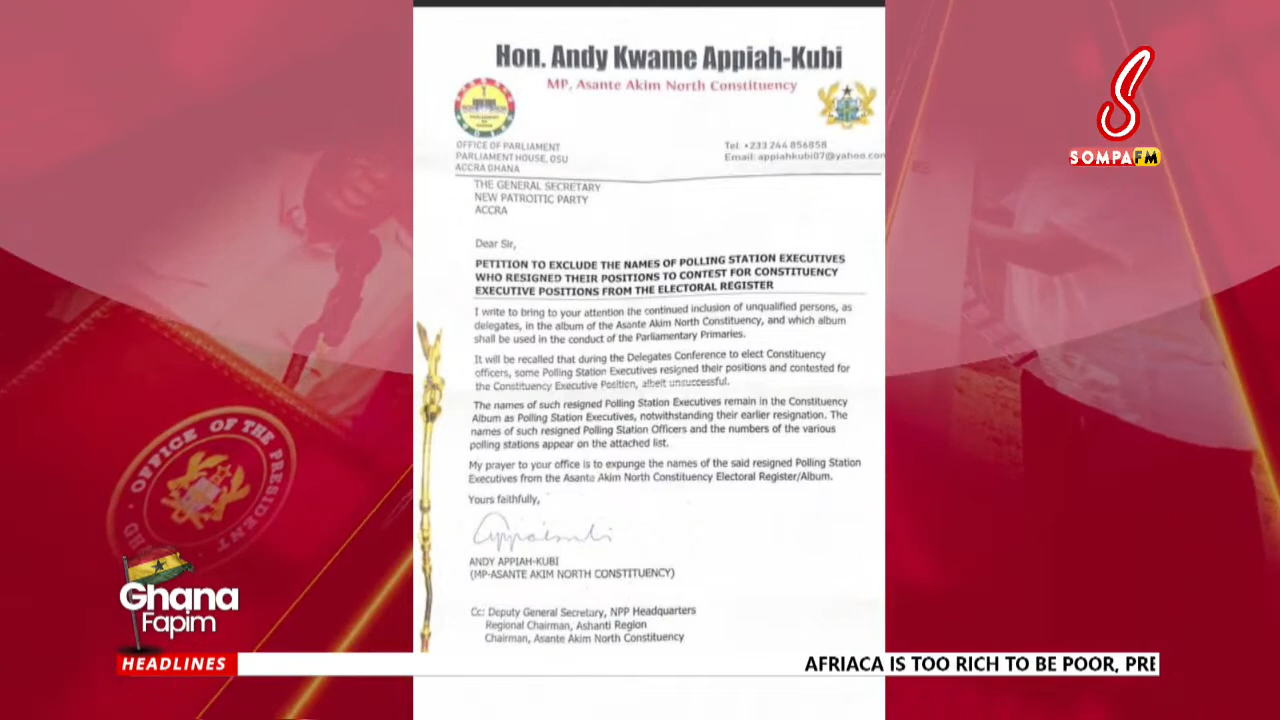 Hon. Andy Kwame Appiah-Kubi
MP, Asante Akim North Constituency
OFFICE OF PARLIAMENT
PARLIAMENT HOUSE, OSU
ACCRA GHANA
Tel: +233 244 856858
Email: appiahkubi07@yahoo.com
THE GENERAL SECRETARY
NEW PATROITIC PARTY
ACCRA
Dear Sir,
PETITION TO EXCLUDE THE NAMES OF POLLING STATION EXECUTIVES
WHO RESIGNED THEIR POSITIONS TO CONTEST FOR CONSTITUENCY
EXECUTIVE POSITIONS FROM THE ELECTORAL REGISTER
I write to bring to your attention the continued inclusion of unqualified persons, as
delegates, in the album of the Asante Akim North Constituency, and which album
shall be used in the conduct of the Parliamentary Primaries.
It will be recalled that during the Delegates Conference to elect Constituency
officers, some Polling Station Executives resigned their positions and contested for
the Constituency Executive Position, albeit unsuccessful.
The names of such resigned Polling Station Executives remain in the Constituency
Album as Polling Station Executives, notwithstanding their earlier resignation. The
names of such resigned Polling Station Officers and the numbers of the various
polling stations appear on the attached list.
My prayer to your office is to expunge the names of the said resigned Polling Station
Executives from the Asante Akim North Constituency Electoral Register/Album.
Yours faithfully,
ANDY APPIAH-KUBI
(MP-ASANTE AKIM NORTH CONSTITUENCY)
Cc: Deputy General Secretary, NPP Headquarters
Regional Chairman, Ashanti Region
Chairman, Asante Akim North Constituency
SOMPA FM
OFFICE OF THE PRESIDENT
Ghana
Fapim
HEADLINES
AFRIACA IS TOO RICH TO BE POOR, PRE